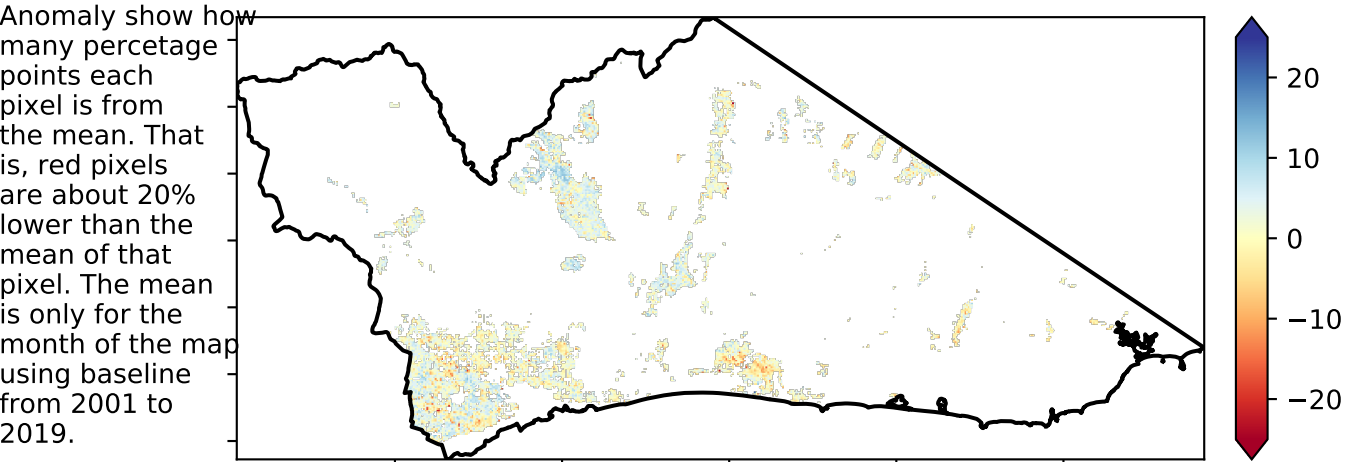 Anomaly show how
many percetage
points each
pixel is from
the mean. That
is, red pixels
are about 20%
lower than the
mean of that
pixel. The mean
is only for the
month of the map
using baseline
from 2001 to
2019.
20
10
0
−10
−20